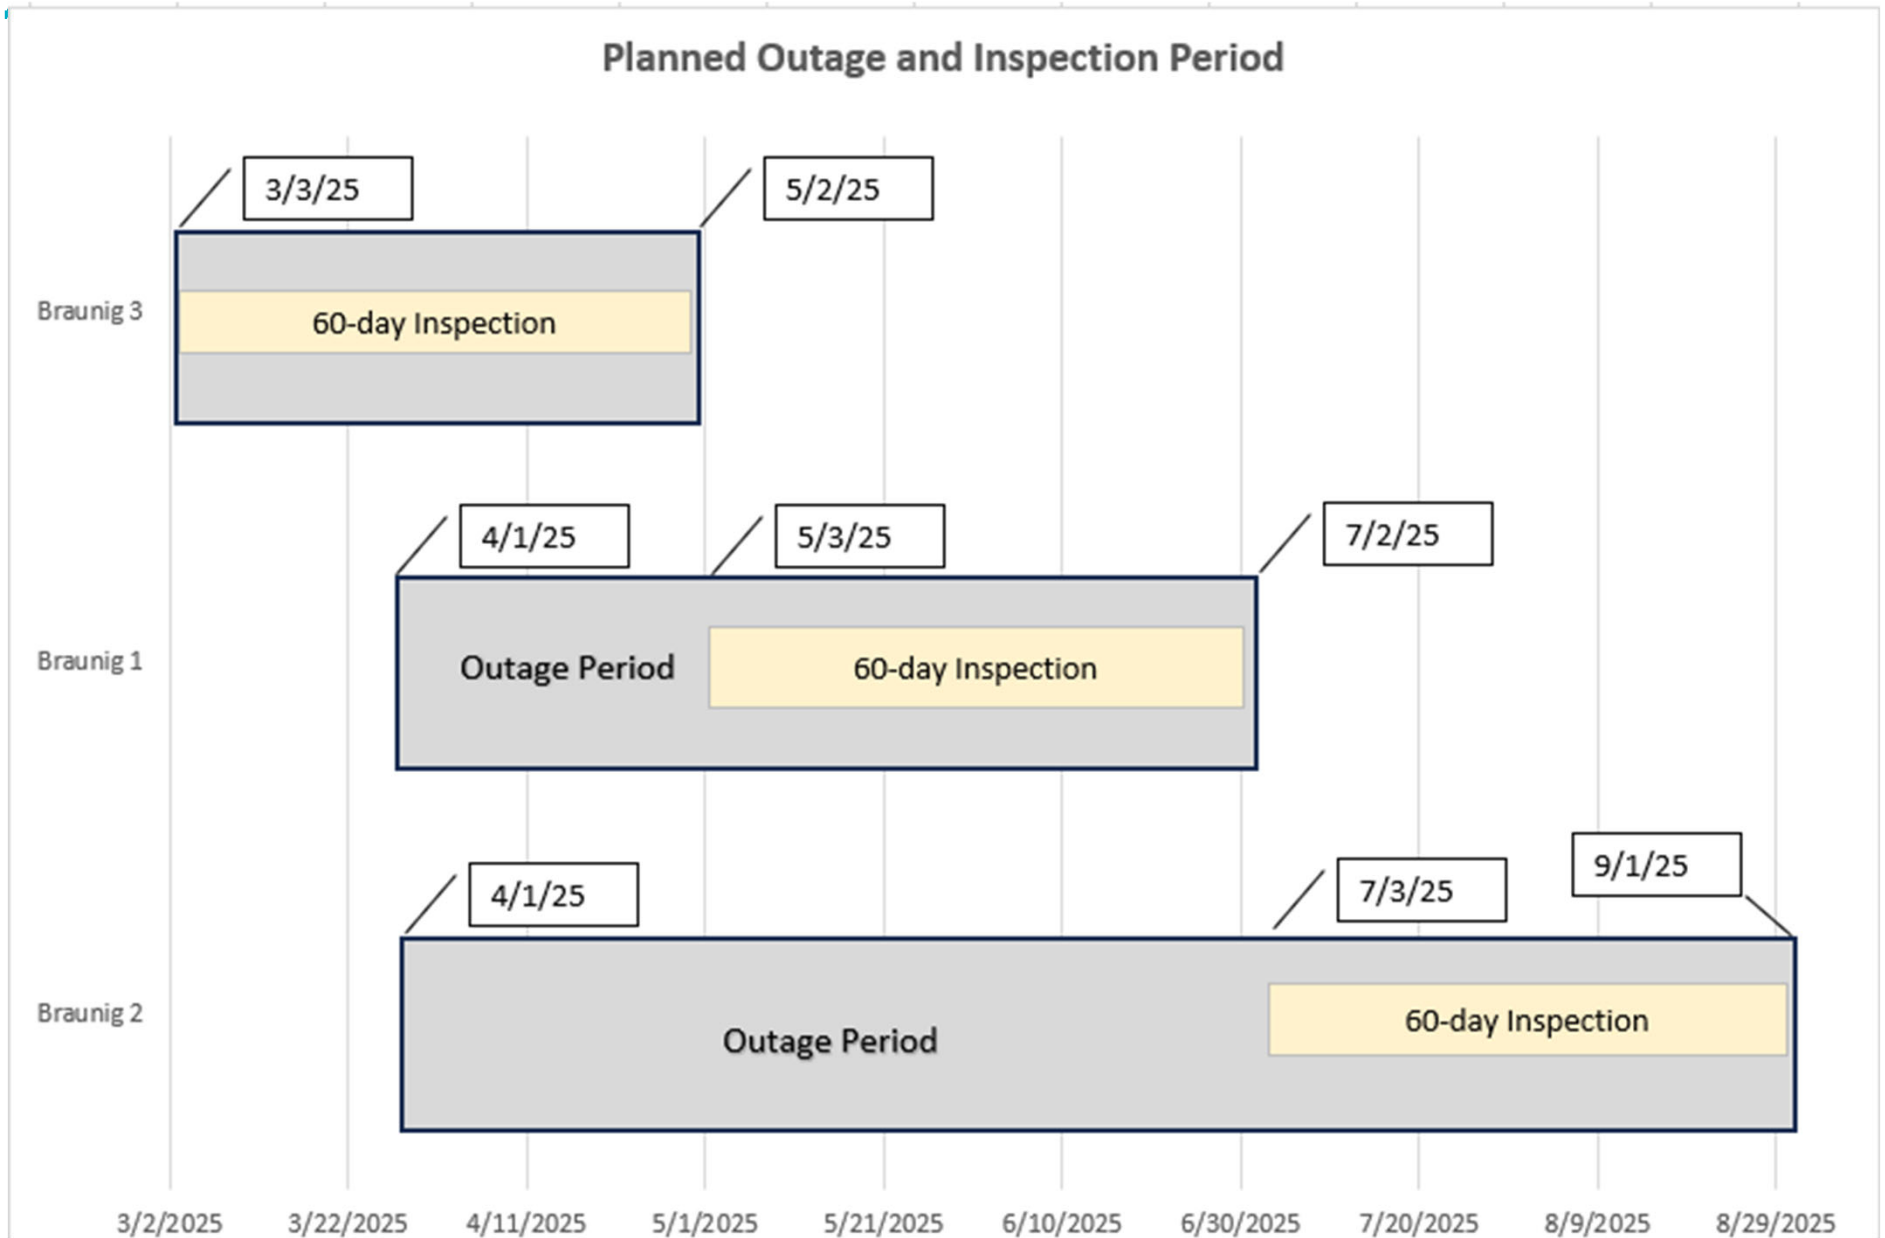 Planned Outage and Inspection Period
3/3/25
5/2/25
Braunig 3
60-day Inspection
4/1/25
5/3/25
7/2/25
Braunig 1
Outage Period
60-day Inspection
4/1/25
7/3/25
9/1/25
Braunig 2
Outage Period
60-day Inspection
3/2/2025
3/22/2025
4/11/2025
5/1/2025
5/21/2025
6/10/2025
6/30/2025
7/20/2025
8/9/2025
8/29/2025